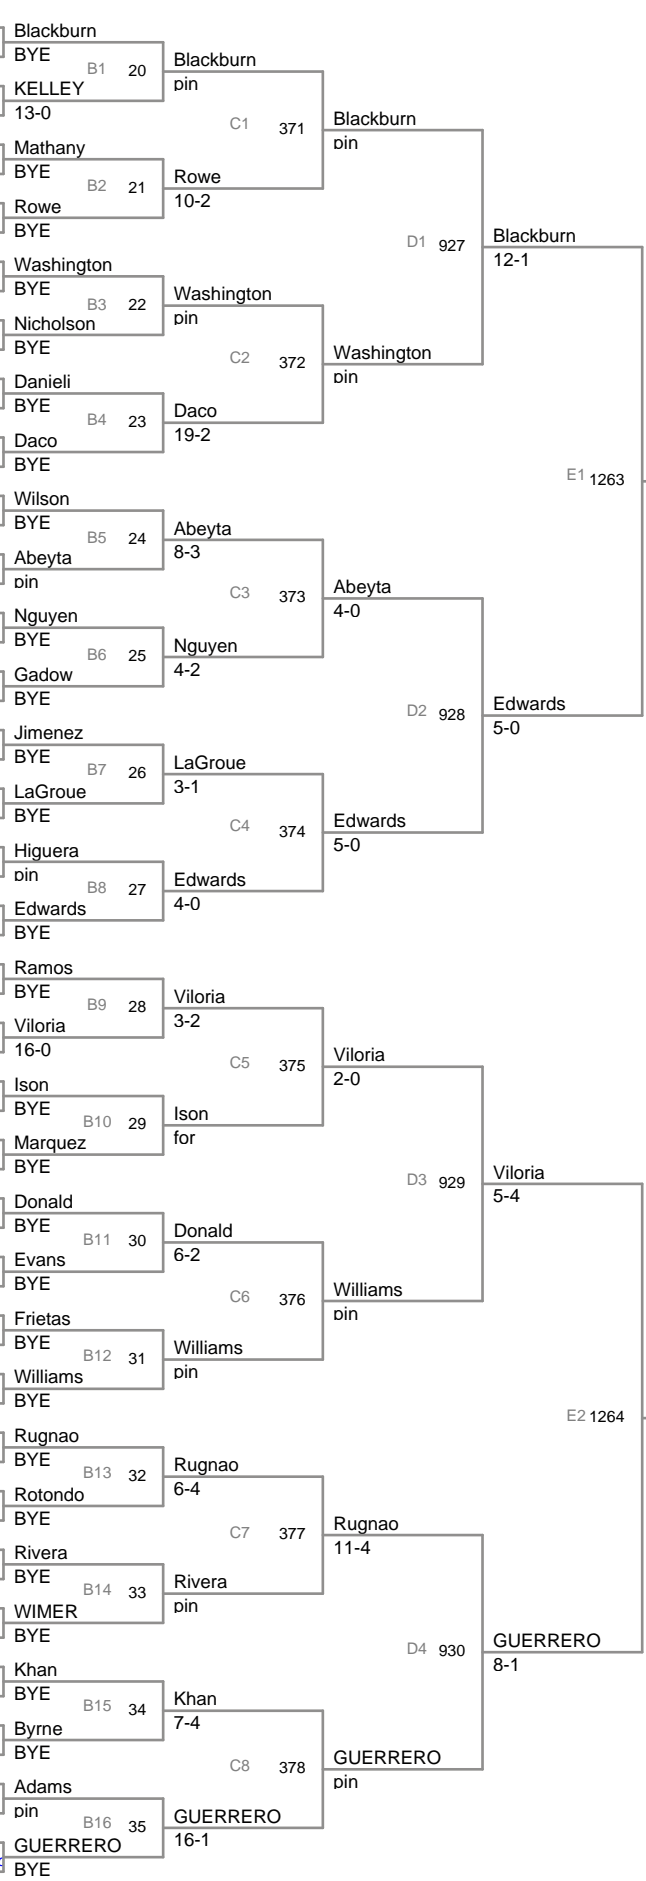 Blackburn
BYE
B1 20
KELLEY
13-0
Blackburn
pin
Mathany
BYE
B2 21
Rowe
BYE
Rowe
10-2
C1 371
Blackburn
pin
Washington
BYE
B3 22
Nicholson
BYE
Washington
pin
Danieli
BYE
B4 23
Daco
BYE
Daco
19-2
C2 372
Washington
pin
D1 927
Blackburn
12-1
Wilson
BYE
B5 24
Abeyta
pin
Abeyta
8-3
Nguyen
BYE
B6 25
Gadow
BYE
Nguyen
4-2
C3 373
Abeyta
4-0
Jimenez
BYE
B7 26
LaGroue
BYE
LaGroue
3-1
Higuera
pin
B8 27
Edwards
BYE
Edwards
4-0
C4 374
Edwards
5-0
D2 928
Edwards
5-0
E1 1263
Ramos
BYE
B9 28
Viloria
16-0
Viloria
3-2
Ison
BYE
B10 29
Marquez
BYE
Ison
for
C5 375
Viloria
2-0
Donald
BYE
B11 30
Evans
BYE
Donald
6-2
Frietas
BYE
B12 31
Williams
BYE
Williams
pin
C6 376
Williams
pin
D3 929
Viloria
5-4
Rugnao
BYE
B13 32
Rotondo
BYE
Rugnao
6-4
Rivera
BYE
B14 33
WIMER
BYE
Rivera
pin
C7 377
Rugnao
11-4
Khan
BYE
B15 34
Byrne
BYE
Khan
7-4
Adams
pin
B16 35
GUERRERO
BYE
GUERRERO
16-1
C8 378
GUERRERO
pin
D4 930
GUERRERO
8-1
E2 1264